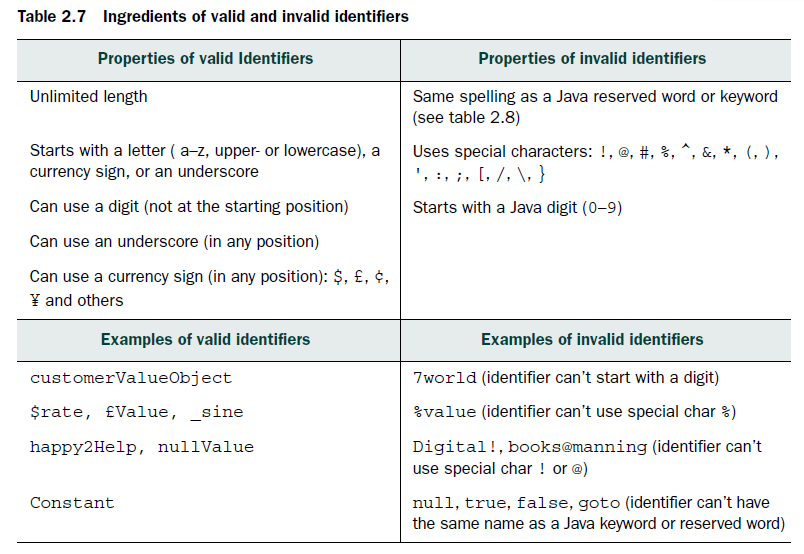 Table 2.7 Ingredients of valid and invalid identifiers
Properties of valid Identifiers
Properties of invalid identifiers
Unlimited length
Same spelling as a Java reserved word or keyword
(see table 2.8)
Starts with a letter ( a–z, upper- or lowercase), a
currency sign, or an underscore
Uses special characters: !, @, #, %, ^, &, *, (, ),
', :, ;, [, /, \, }
Can use a digit (not at the starting position)
Starts with a Java digit (0–9)
Can use an underscore (in any position)
Can use a currency sign (in any position): $, £, ¢,
¥ and others
Examples of valid identifiers
Examples of invalid identifiers
customerValueObject
7world (identifier can’t start with a digit)
$rate, £Value, _sine
%value (identifier can’t use special char %)
happy2Help, nullValue
Digital!, books@manning (identifier can’t
use special char ! or @)
Constant
null, true, false, goto (identifier can’t have
the same name as a Java keyword or reserved word)